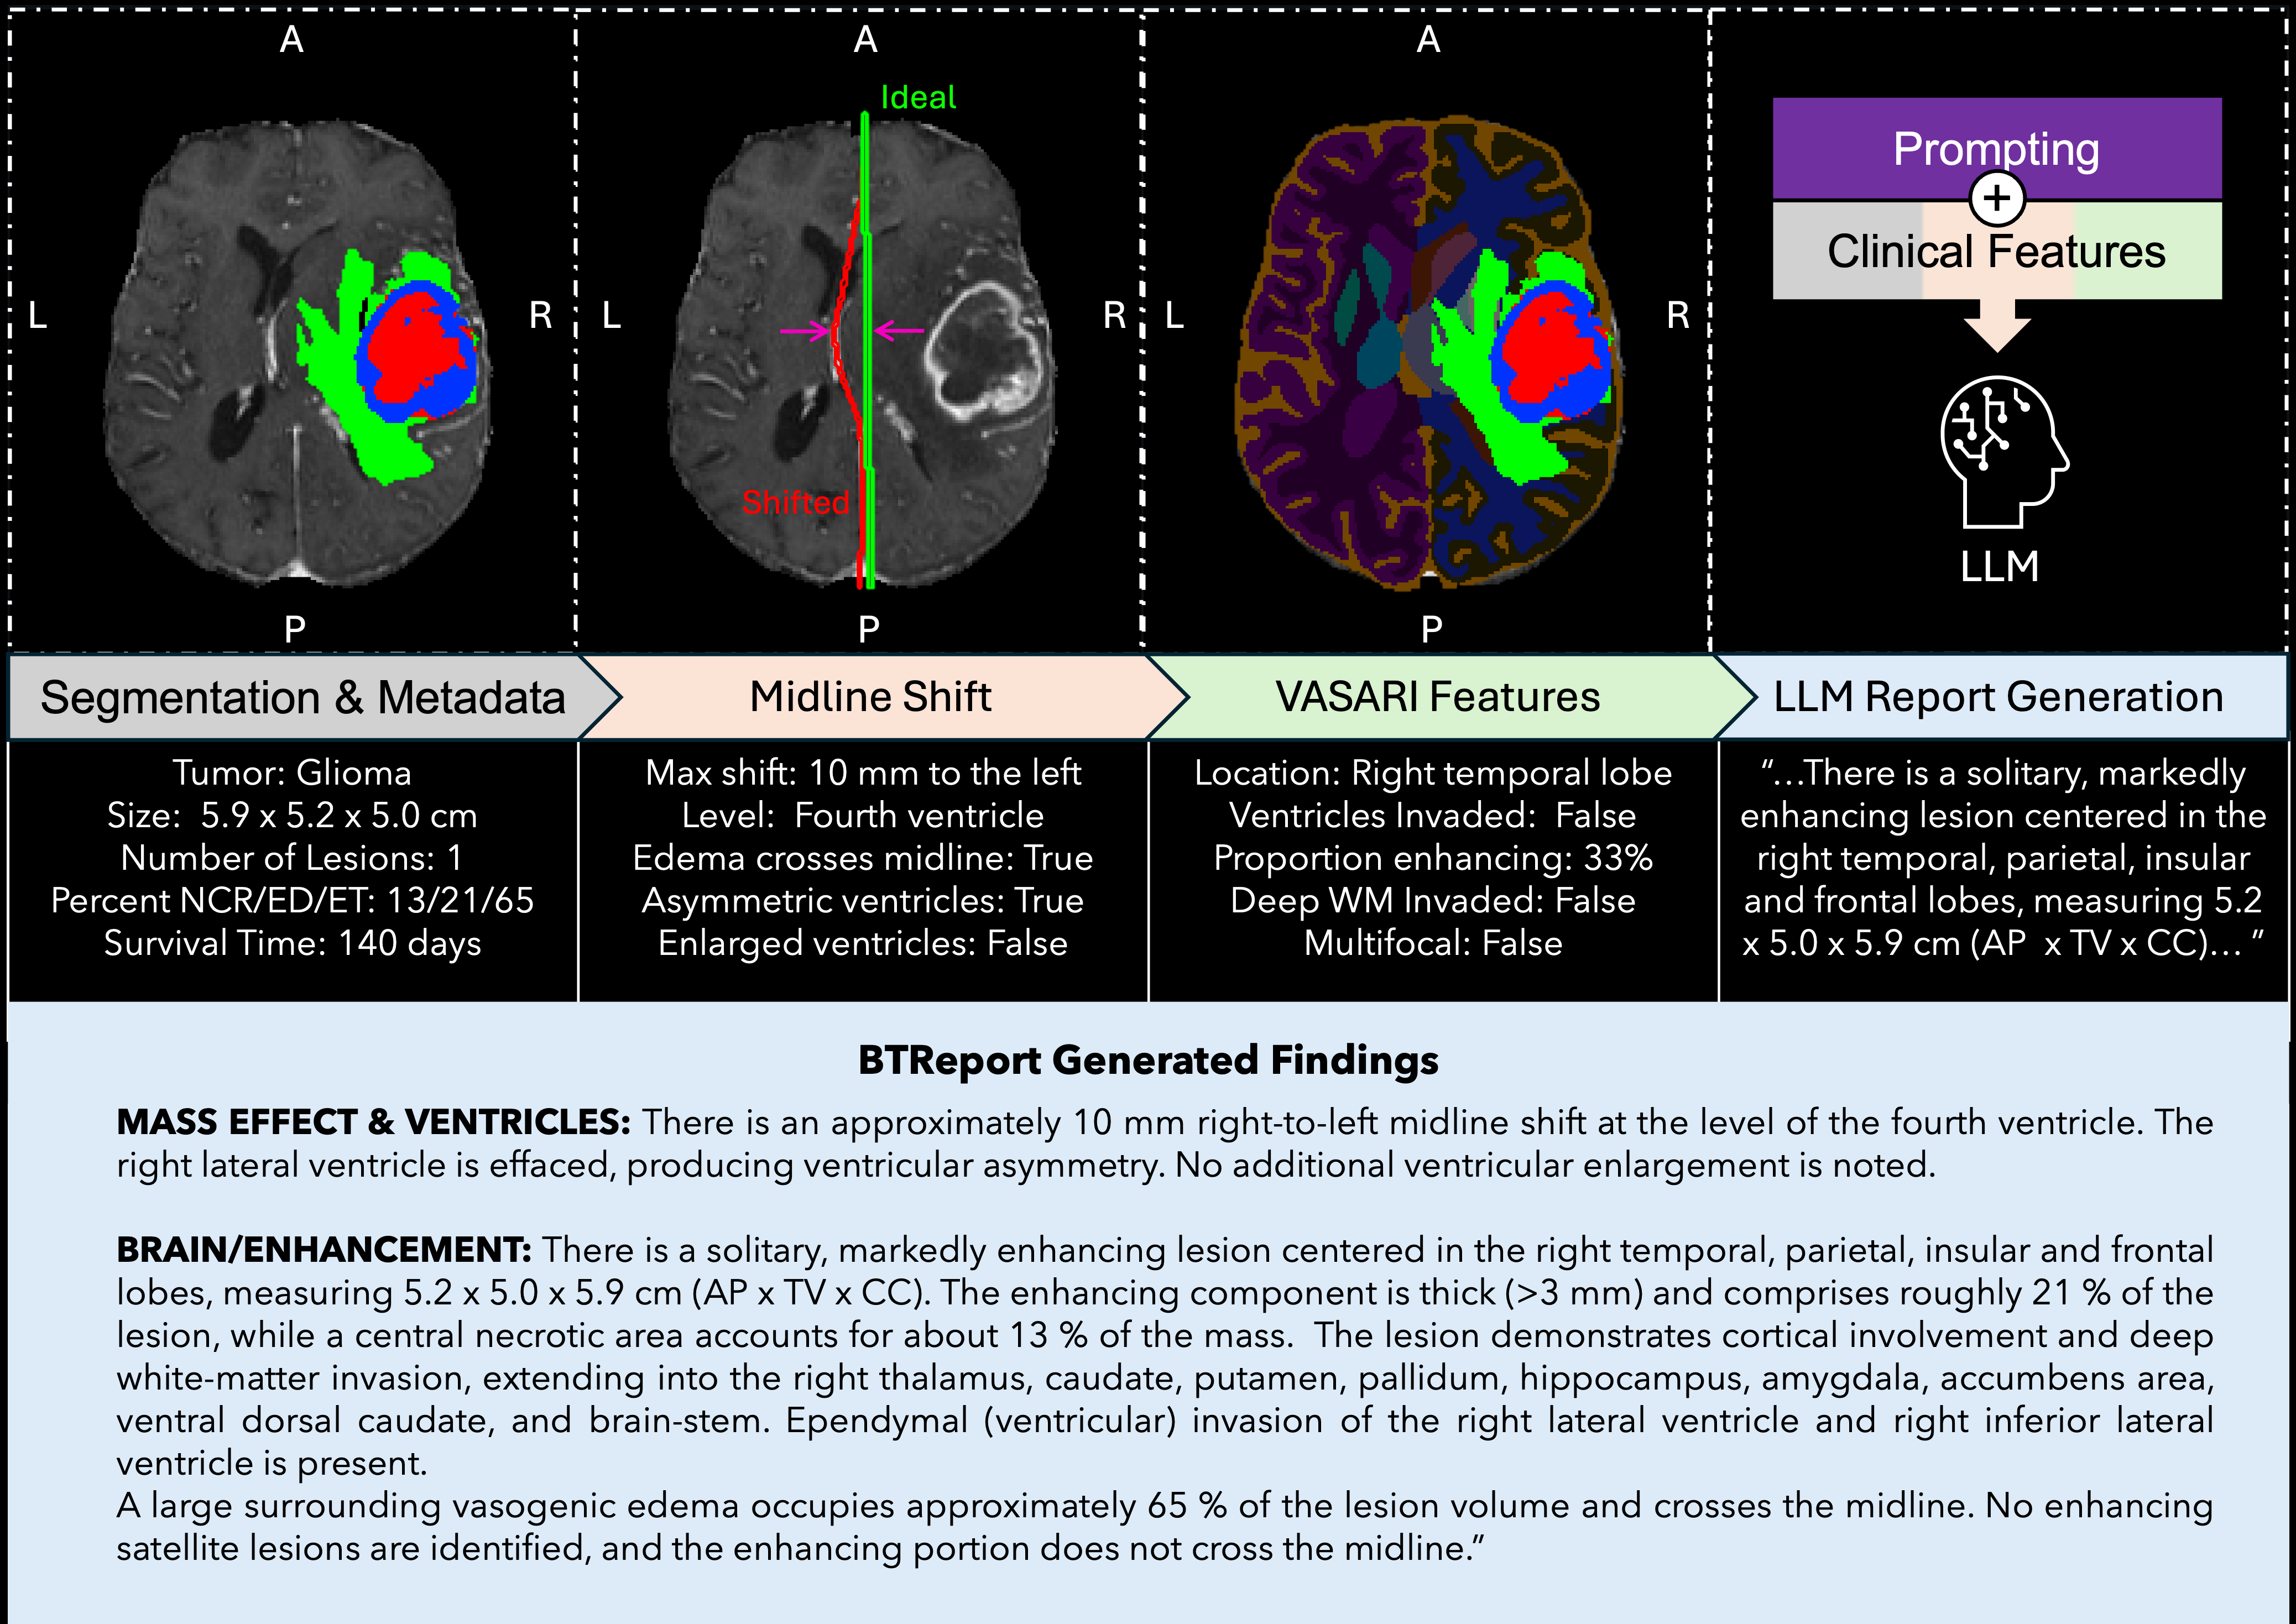 A
L
R
P
A
Ideal
L
R
Shifted
P
A
L
R
P
Prompting
+
Clinical Features
LLM
Segmentation & Metadata
Tumor: Glioma
Size: 5.9 x 5.2 x 5.0 cm
Number of Lesions: 1
Percent NCR/ED/ET: 13/21/65
Survival Time: 140 days
Midline Shift
Max shift: 10 mm to the left
Level: Fourth ventricle
Edema crosses midline: True
Asymmetric ventricles: True
Enlarged ventricles: False
VASARI Features
Location: Right temporal lobe
Ventricles Invaded: False
Proportion enhancing: 33%
Deep WM Invaded: False
Multifocal: False
LLM Report Generation
“...There is a solitary, markedly
enhancing lesion centered in the
right temporal, parietal, insular
and frontal lobes, measuring 5.2
x 5.0 x 5.9 cm (AP x TV x CC)... ”
BTReport Generated Findings
MASS EFFECT & VENTRICLES: There is an approximately 10 mm right-to-left midline shift at the level of the fourth ventricle. The
right lateral ventricle is effaced, producing ventricular asymmetry. No additional ventricular enlargement is noted.
BRAIN/ENHANCEMENT: There is a solitary, markedly enhancing lesion centered in the right temporal, parietal, insular and frontal
lobes, measuring 5.2 x 5.0 x 5.9 cm (AP x TV x CC). The enhancing component is thick (>3 mm) and comprises roughly 21 % of the
lesion, while a central necrotic area accounts for about 13 % of the mass. The lesion demonstrates cortical involvement and deep
white-matter invasion, extending into the right thalamus, caudate, putamen, pallidum, hippocampus, amygdala, accumbens area,
ventral dorsal caudate, and brain-stem. Ependymal (ventricular) invasion of the right lateral ventricle and right inferior lateral
ventricle is present.
A large surrounding vasogenic edema occupies approximately 65 % of the lesion volume and crosses the midline. No enhancing
satellite lesions are identified, and the enhancing portion does not cross the midline.”